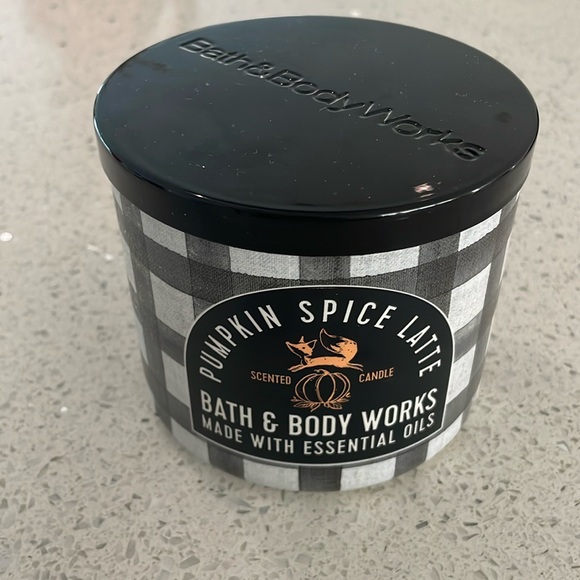 Bath&BodyWorks
PUMPKIN SPICE LATTE
SCENTED CANDLE
BATH & BODY WORKS
MADE WITH ESSENTIAL OILS